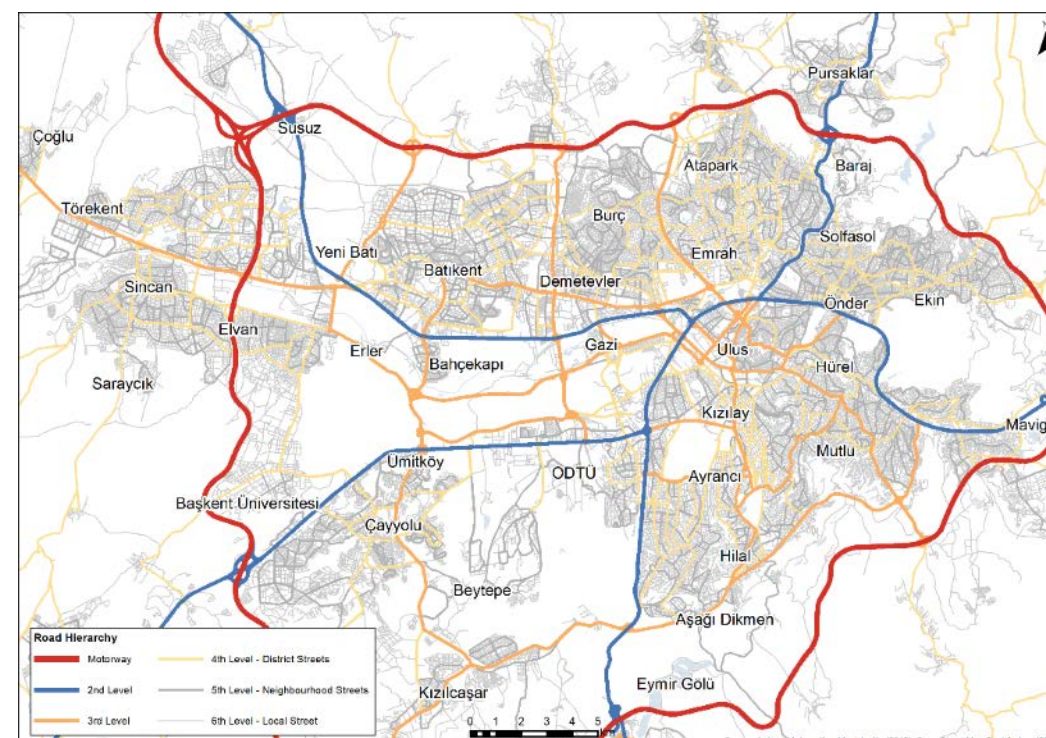 Pursaklar
Susuz
Çoğlu
Atapark
Baraj
Törekent
Burç
Solfasol
Yeni Batı
Emrah
Batıkent
Demetevler
Sincan
Önder
Ekin
Elvan
Gazi
Ulus
Erler
Bahçekapı
Hürel
Saraycık
Kızılay
Mavig
Mutlu
Ümitköy
ODTÜ
Ayrancı
Başkent Üniversitesi
Çayyolu
Hilal
Beytepe
Aşağı Dikmen
Eymir Gölü
Kızılcaşar
Road Hierarchy
Motorway
4th Level - District Streets
2nd Level
5th Level - Neighbourhood Streets
3rd Level
6th Level - Local Street
0 1 2 3 4 5